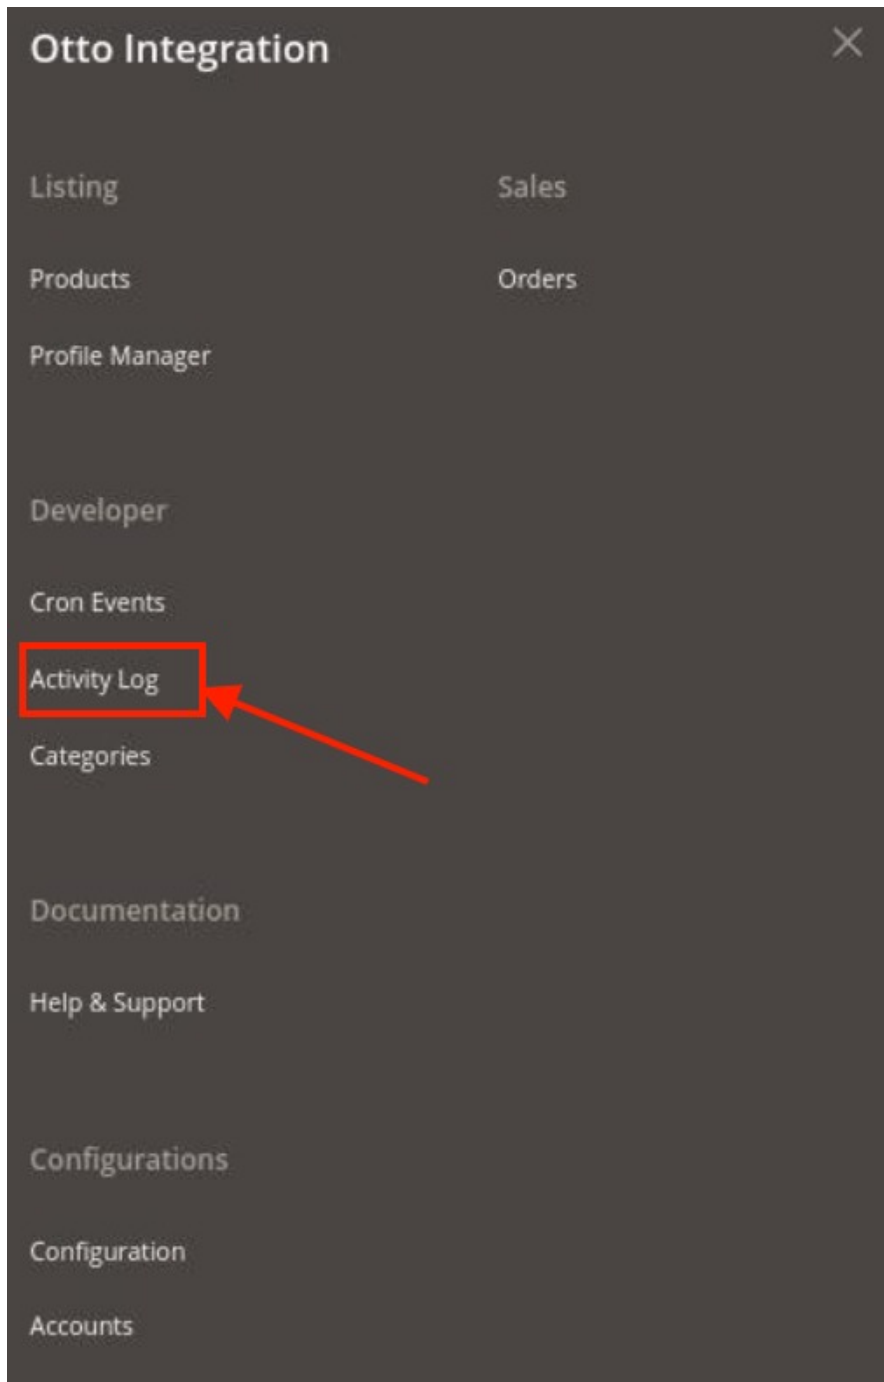 Otto Integration
Listing
Products
Profile Manager
Sales
Orders
Developer
Cron Events
Activity Log
Categories
Documentation
Help & Support
Configurations
Configuration
Accounts